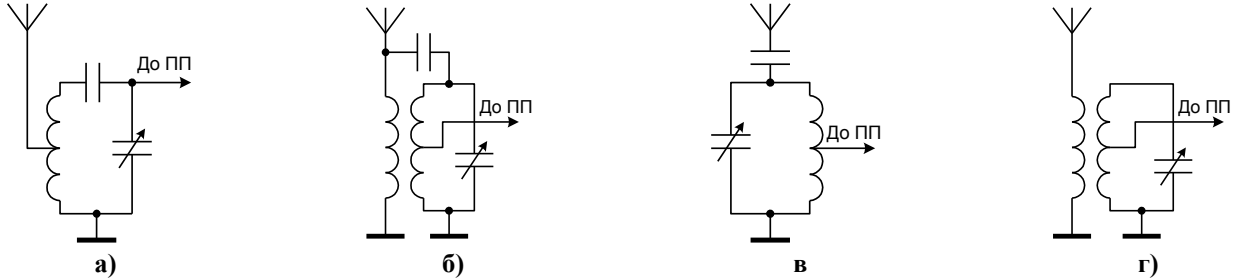 До ПП
До ПП
До ПП
До ПП
а)
б)
в
г)